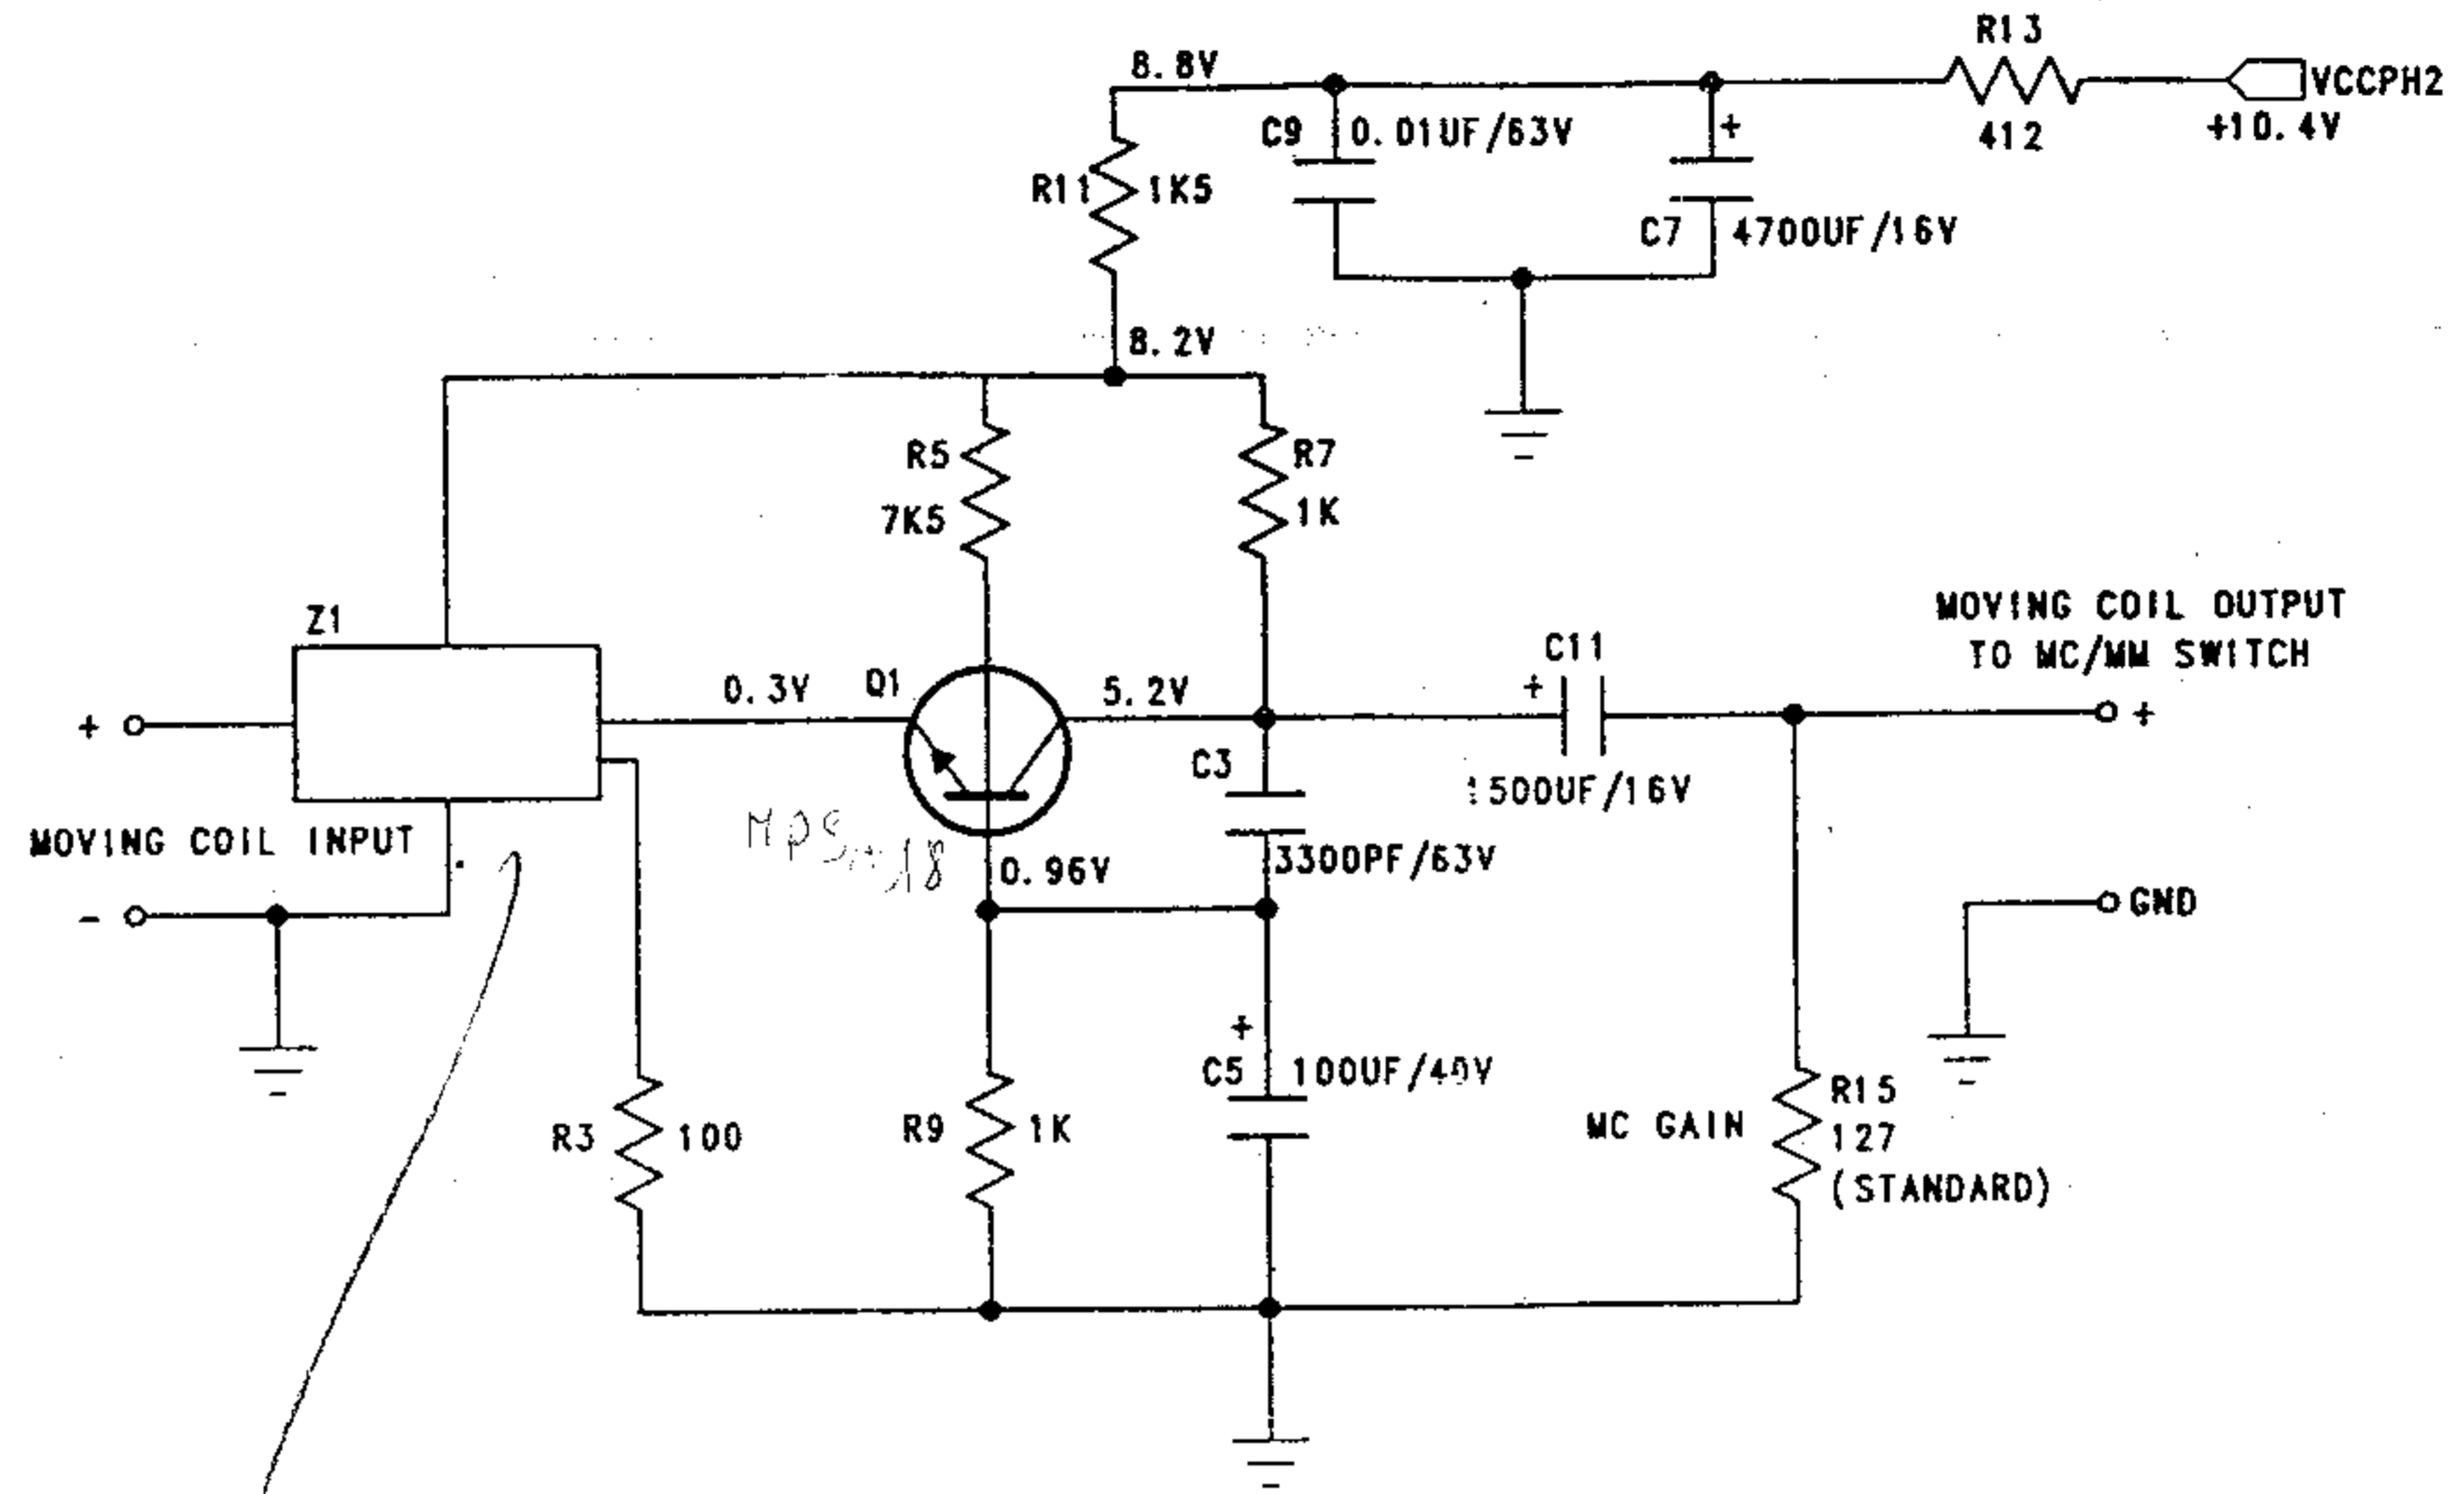 R13
8.8V
VCCPH2
C9 0.01UF/63V
+
412
+10.4V
R11 1K5
C7 4700UF/16V
8.2V
R5
R7
7K5
1K
Z1
MOVING COIL OUTPUT
TO MC/MM SWITCH
C11
0.3V
Q1
5.2V
+
+
+
C3
1500UF/16V
MOVING COIL INPUT
0.96V
3300PF/63V
-
GND
+
C5 100UF/40V
R3 100
R9 1K
MC GAIN
R15
127
(STANDARD)